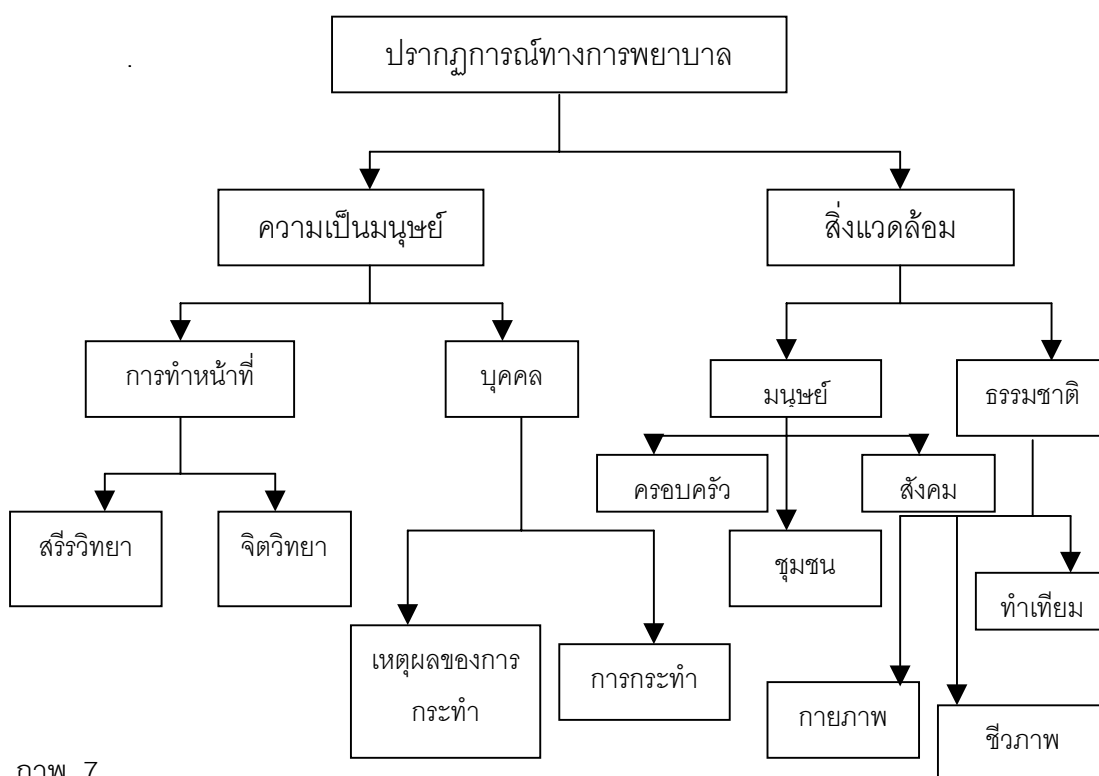 ปรากฏการณ์ทางการพยาบาล
ความเป็นมนุษย์
สิ่งแวดล้อม
การทำหน้าที่
บุคคล
มนุษย์
ธรรมชาติ
ครอบครัว
สังคม
สรีรวิทยา
จิตวิทยา
ชุมชน
ทำเทียม
เหตุผลของการ
กระทำ
การกระทำ
กายภาพ
ชีวภาพ
ภาพ 7